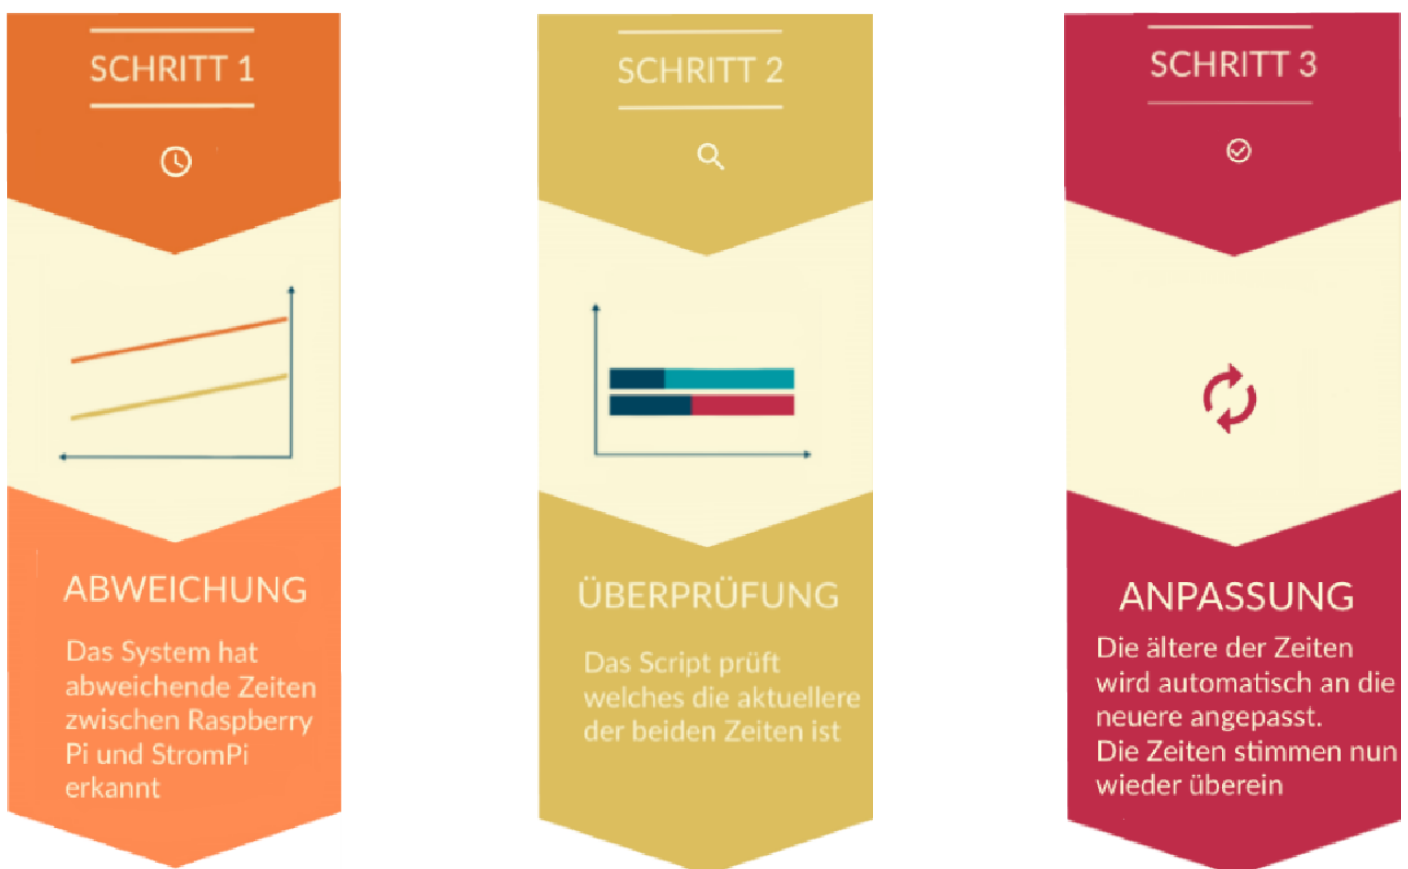 SCHRITT 1
ABWEICHUNG
Das System hat
abweichende Zeiten
zwischen Raspberry
Pi und StromPi
erkannt
SCHRITT 2
ÜBERPRÜFUNG
Das Script prüft
welches die aktuellere
der beiden Zeiten ist
SCHRITT 3
ANPASSUNG
Die ältere der Zeiten
wird automatisch an die
neuere angepasst.
Die Zeiten stimmen nun
wieder überein